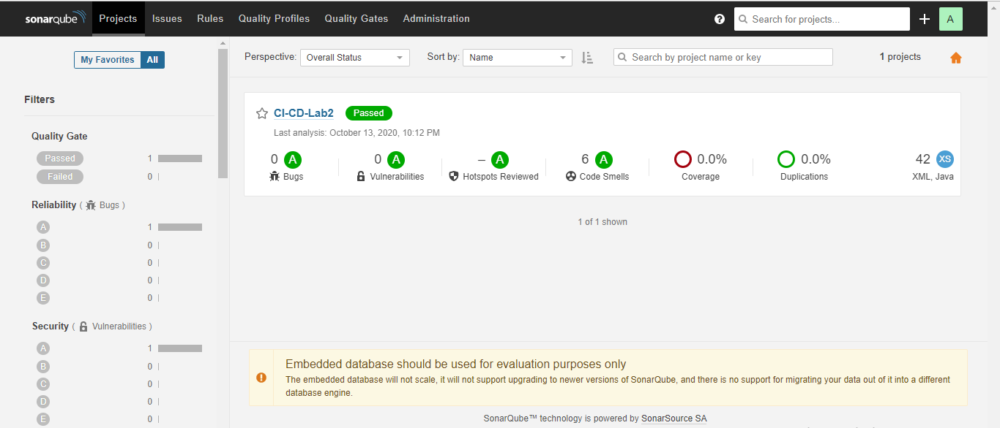 sonarqube Projects Issues Rules Quality Profiles Quality Gates Administration ? Search for projects... + A
My Favorites All
Perspective: Overall Status Sort by: Name Search by project name or key 1 projects
Filters
Quality Gate
Passed 1
Failed 0
Reliability ( Bugs )
A 1
B 0
C 0
D 0
E 0
Security ( Vulnerabilities )
A 1
B 0
C 0
D 0
E 0
CI-CD-Lab2 Passed
Last analysis: October 13, 2020, 10:12 PM
0 A 0 A – A 6 A 0.0% 0.0% 42 XS
Bugs Vulnerabilities Hotspots Reviewed Code Smells Coverage Duplications XML, Java
1 of 1 shown
Embedded database should be used for evaluation purposes only
The embedded database will not scale, it will not support upgrading to newer versions of SonarQube, and there is no support for migrating your data out of it into a different
database engine.
SonarQube™ technology is powered by SonarSource SA